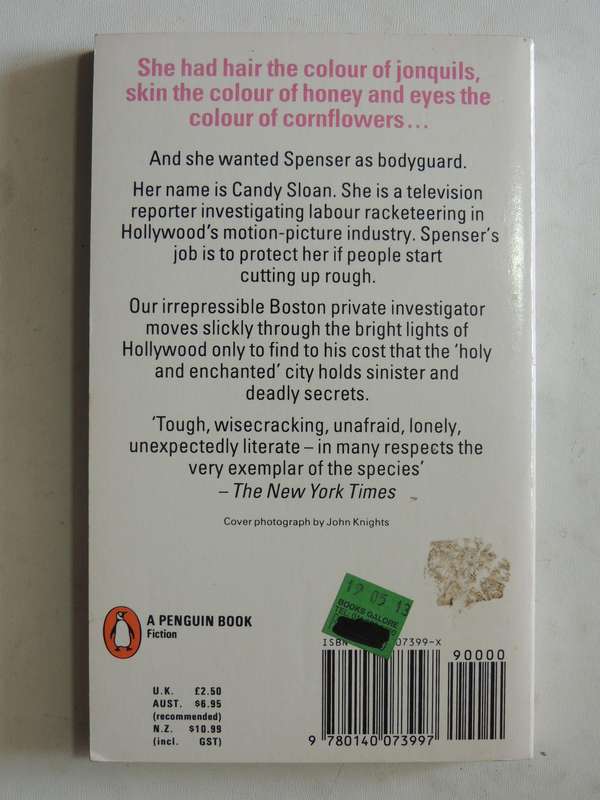 She had hair the colour of jonquils,
skin the colour of honey and eyes the
colour of cornflowers...
And she wanted Spenser as bodyguard.
Her name is Candy Sloan. She is a television
reporter investigating labour racketeering in
Hollywood's motion-picture industry. Spenser's
job is to protect her if people start
cutting up rough.
Our irrepressible Boston private investigator
moves slickly through the bright lights of
Hollywood only to find to his cost that the 'holy
and enchanted' city holds sinister and
deadly secrets.
'Tough, wisecracking, unafraid, lonely,
unexpectedly literate – in many respects the
very exemplar of the species'
– The New York Times
Cover photograph by John Knights
19 05 13
BOOKS GALORE
TEL
ISBN 07399-X
90000
A PENGUIN BOOK
Fiction
U.K. £2.50
AUST. $6.95
(recommended)
N.Z. $10.99
(incl. GST)
9 780140 073997